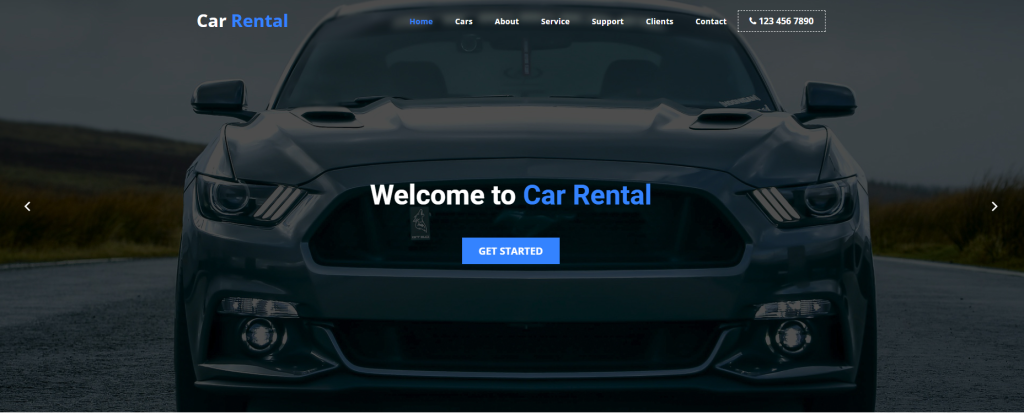 Car Rental
Home Cars About Service Support Clients Contact 123 456 7890
Welcome to Car Rental
GET STARTED